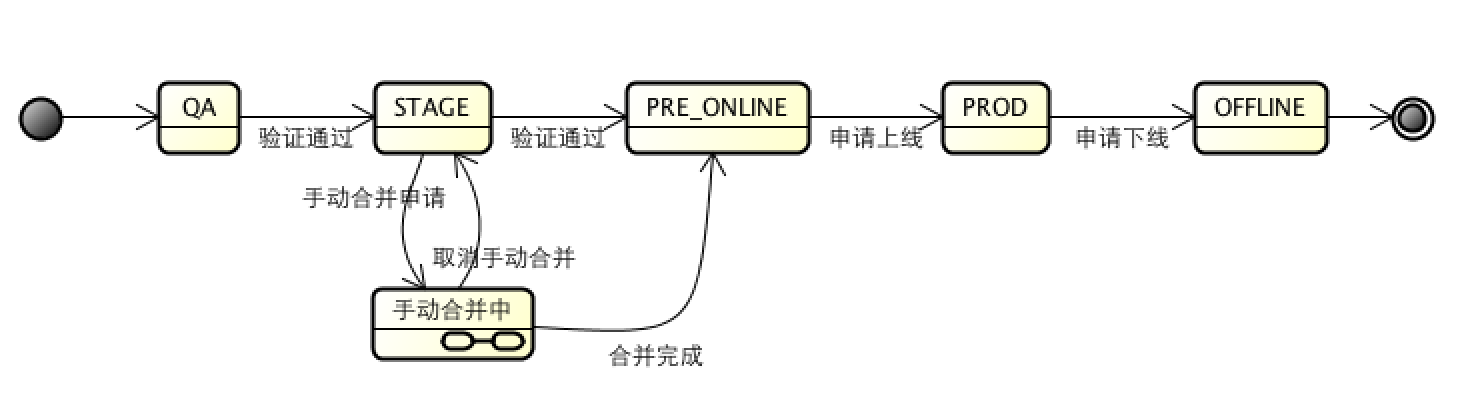 QA
STAGE
PRE_ONLINE
PROD
OFFLINE
验证通过
验证通过
申请上线
申请下线
手动合并申请
取消手动合并
手动合并中
合并完成